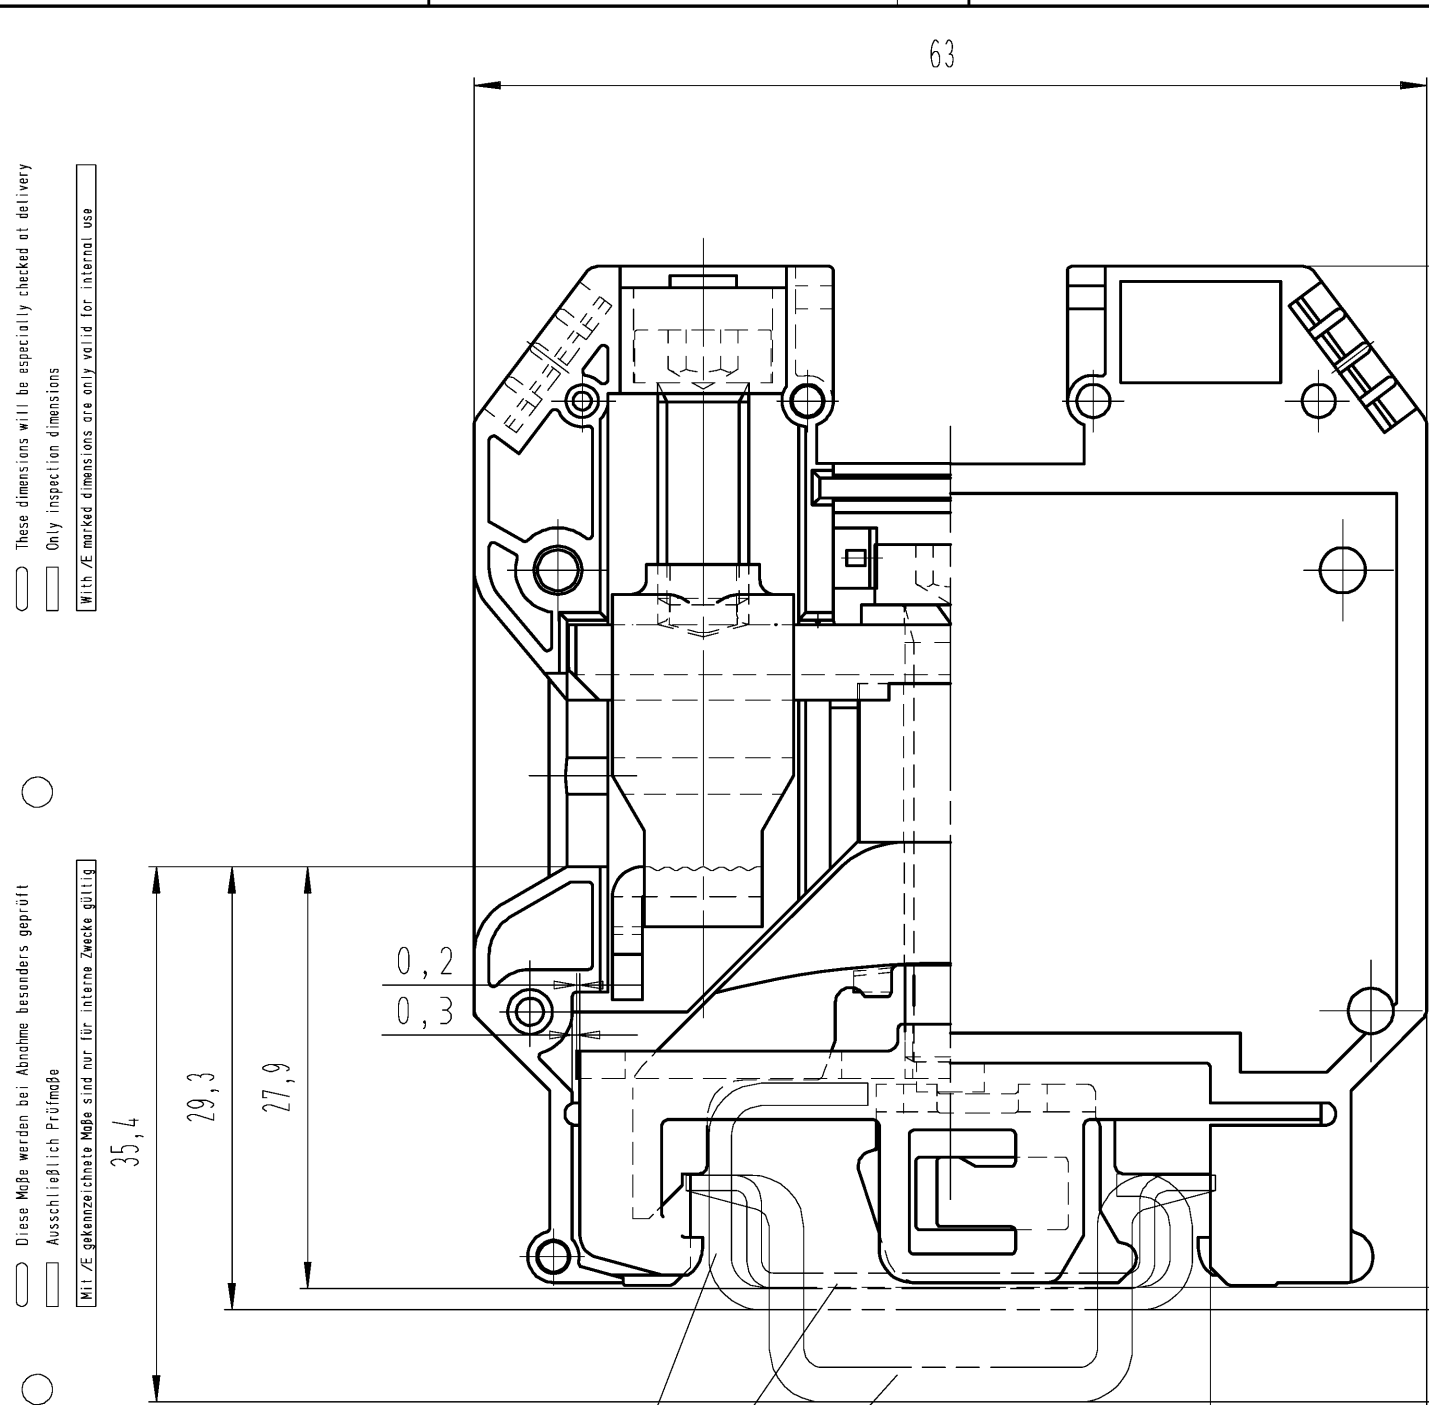 63
These dimensions will be especially checked at delivery
Only inspection dimensions
With /E marked dimensions are only valid for internal use
Diese Maße werden bei Abnahme besonders geprüft
Ausschließlich Prüfmaße
Mit /E gekennzeichnete Maße sind nur für interne Zwecke gültig
0,2
0,3
27,9
29,3
35,4